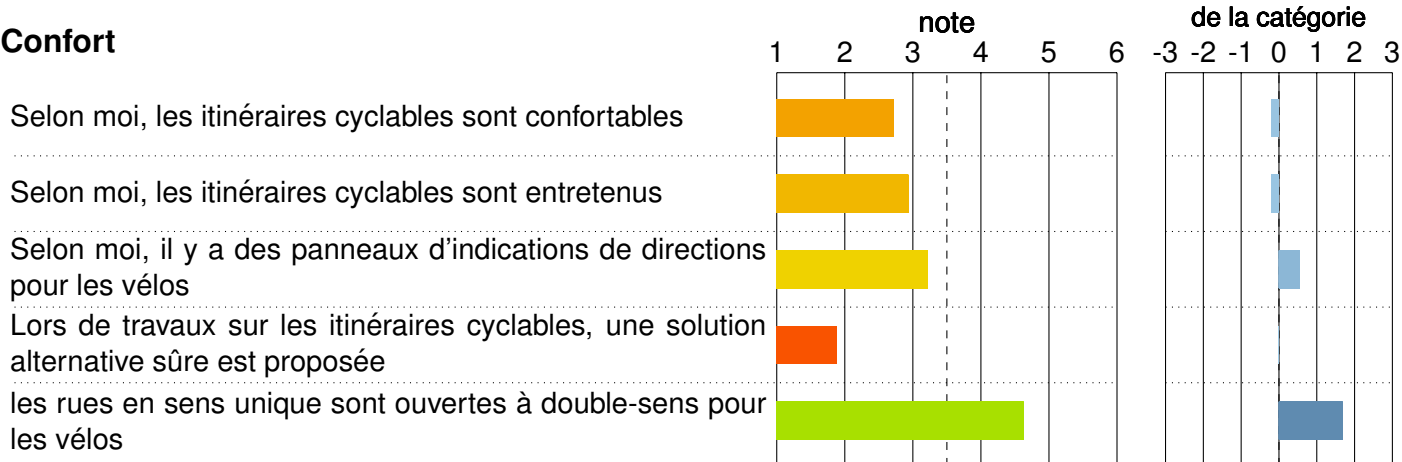 Confort
note
de la catégorie
1 2 3 4 5 6
-3 -2 -1 0 1 2 3
Selon moi, les itinéraires cyclables sont confortables
Selon moi, les itinéraires cyclables sont entretenus
Selon moi, il y a des panneaux d'indications de directions
pour les vélos
Lors de travaux sur les itinéraires cyclables, une solution
alternative sûre est proposée
les rues en sens unique sont ouvertes à double-sens pour
les vélos